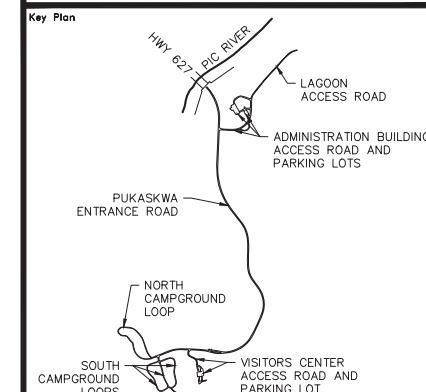 Key Plan
HWY 627
PIC RIVER
LAGOON
ACCESS ROAD
ADMINISTRATION BUILDING
ACCESS ROAD AND
PARKING LOTS
PUKASKWA
ENTRANCE ROAD
NORTH
CAMPGROUND
LOOP
SOUTH
CAMPGROUND
LOOPS
VISITORS CENTER
ACCESS ROAD AND
PARKING LOT